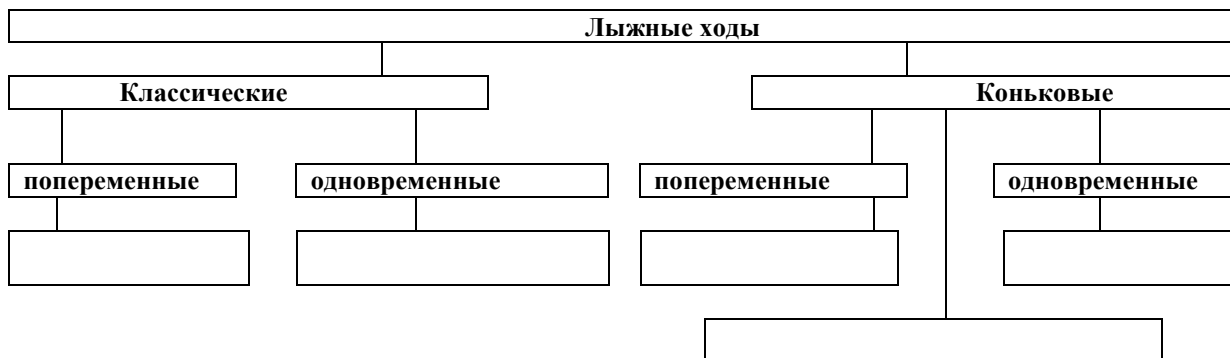 Лыжные ходы
Классические Коньковые
попеременные одновременные попеременные одновременные